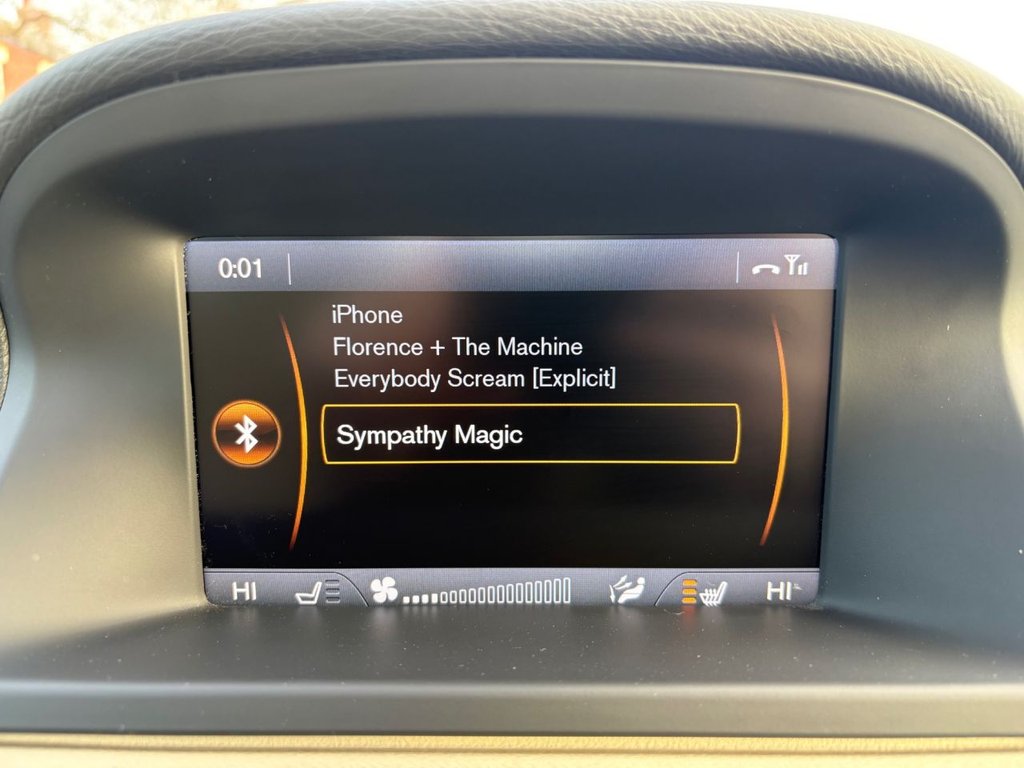 0:01
iPhone
Florence + The Machine
Everybody Scream [Explicit]
Sympathy Magic
HI HI